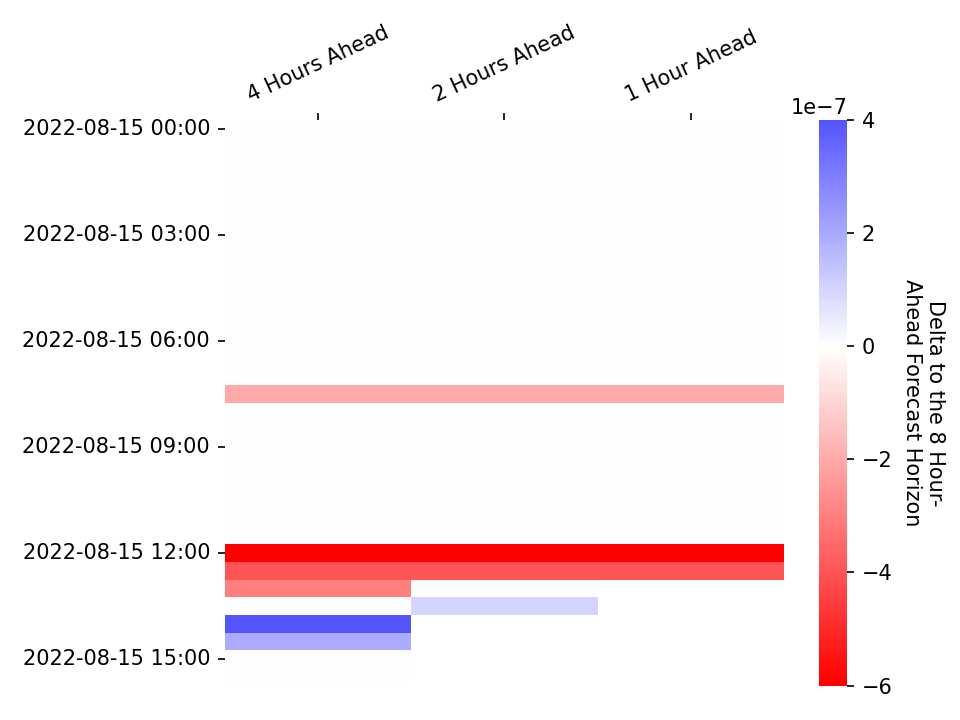 4 Hours Ahead
2 Hours Ahead
1 Hour Ahead
1e−7
2022-08-15 00:00
2022-08-15 03:00
2022-08-15 06:00
2022-08-15 09:00
2022-08-15 12:00
2022-08-15 15:00
4
2
0
−2
−4
−6
Delta to the 8 Hour-
Ahead Forecast Horizon